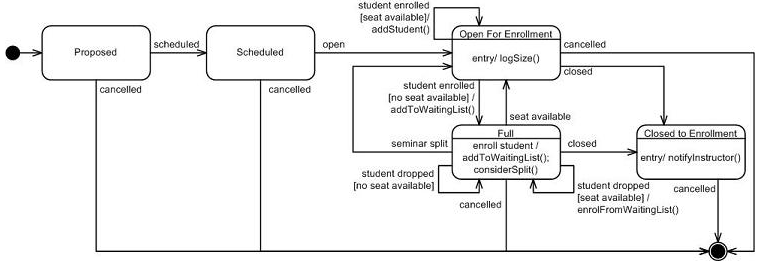 student enrolled
[seat available]/
addStudent()
Proposed
scheduled
Scheduled
open
Open For Enrollment
entry/ logSize()
cancelled
closed
cancelled
cancelled
student enrolled
[no seat available] /
addToWaitingList()
seat available
seminar split
Full
enroll student /
addToWaitingList();
considerSplit()
closed
Closed to Enrollment
entry/ notifyInstructor()
student dropped
[no seat available]
student dropped
[seat available] /
enrolFromWaitingList()
cancelled
cancelled